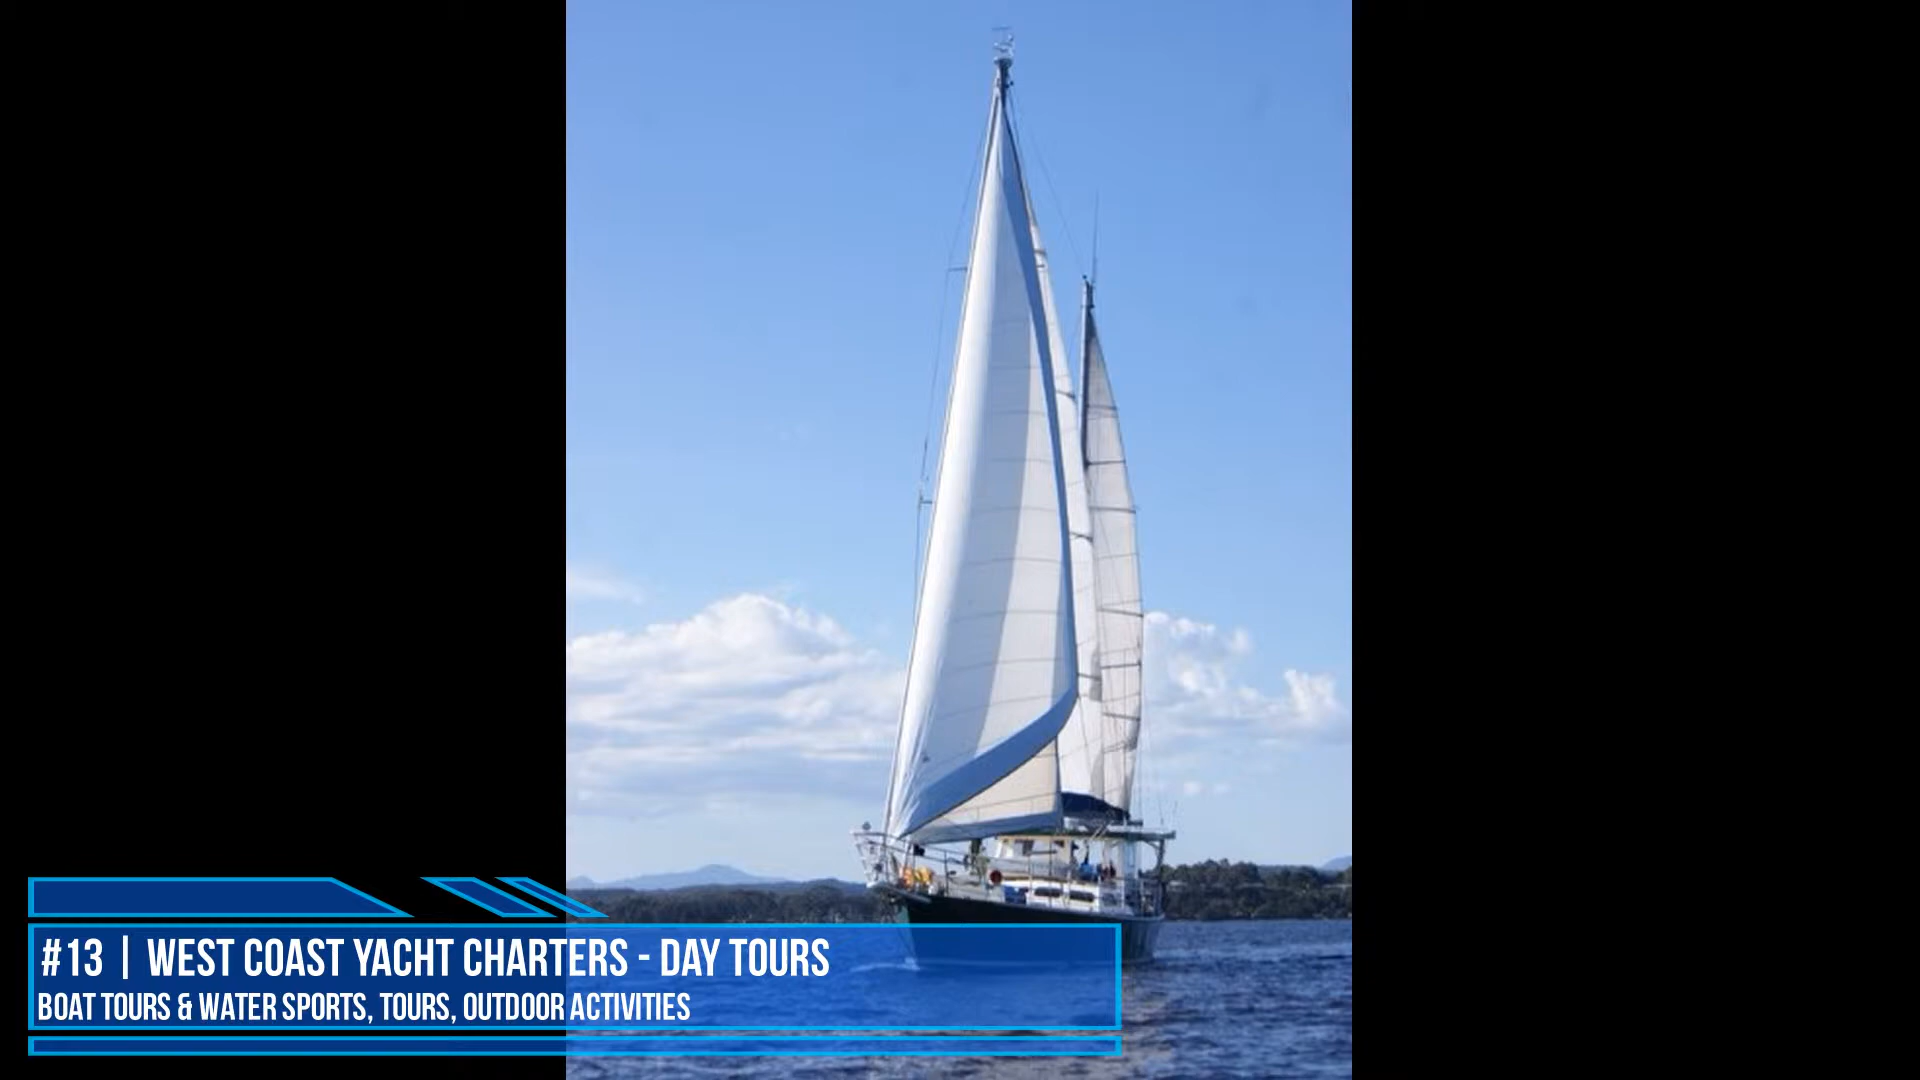 #13 | WEST COAST YACHT CHARTERS - DAY TOURS
BOAT TOURS & WATER SPORTS, TOURS, OUTDOOR ACTIVITIES